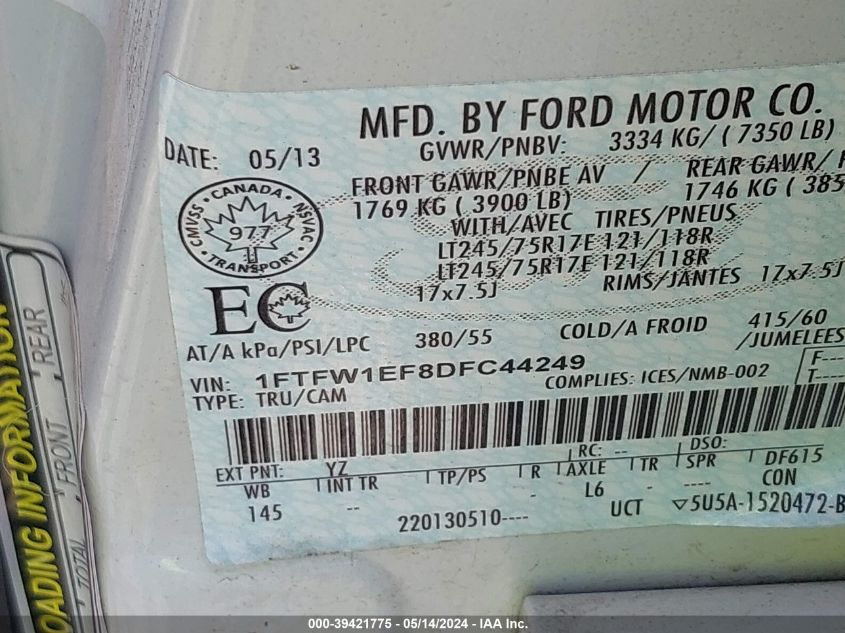 MFD. BY FORD MOTOR CO.
DATE: 05/13 GVWR/PNBV: 3334 KG/ ( 7350 LB)
FRONT GAWR/PNBE AV / REAR GAWR/
1769 KG ( 3900 LB) 1746 KG ( 385
WITH/AVEC TIRES/PNEUS
LT245/75R17E 121/118R
LT245/75R17E 121/118R
17x7.5J RIMS/JANTES 17x7.5J
CANADA
CMVSS NSVAC
977
TRANSPORT
EC
AT/A kPa/PSI/LPC 380/55 COLD/A FROID 415/60
/JUMELEES
VIN: 1FTFW1EF8DFC44249 F---
TYPE: TRU/CAM COMPLIES: ICES/NMB-002 T---
EXT PNT: YZ RC: -- DSO:
WB INT TR TP/PS R AXLE TR SPR DF615
145 -- - L6 - ---- CON
220130510---- UCT ▽5U5A-1520472-B
OADING INFORMATION
TOTAL FRONT REAR
000-39421775 - 05/14/2024 - IAA Inc.